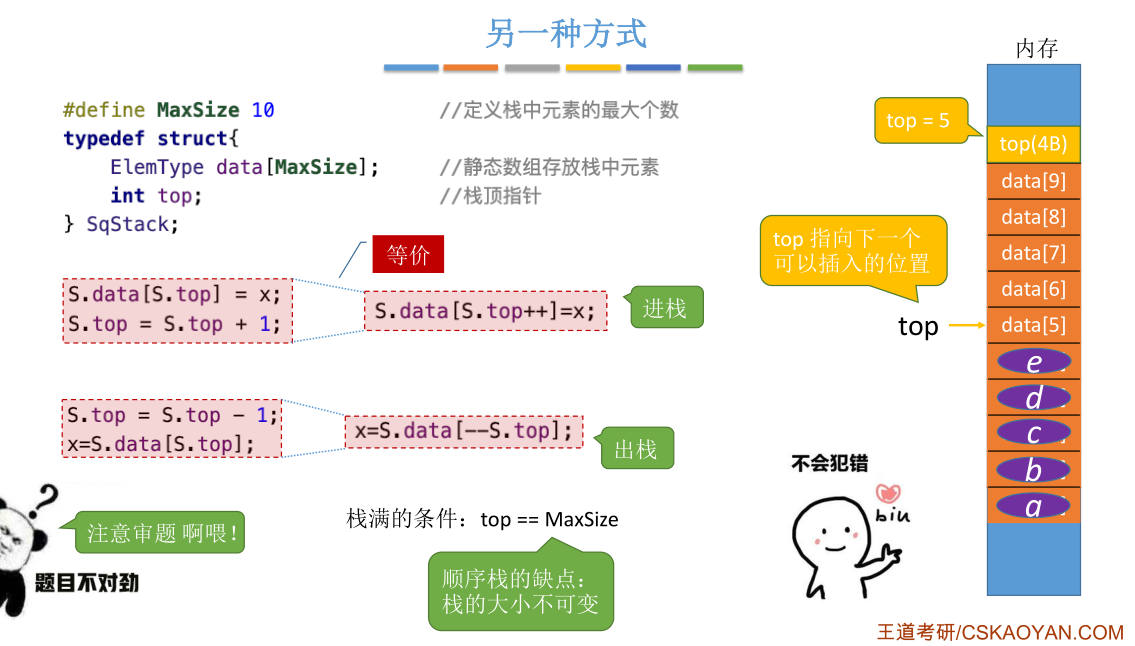 另一种方式
#define MaxSize 10 //定义栈中元素的最大个数
typedef struct{
ElemType data[MaxSize]; //静态数组存放栈中元素
int top; //栈顶指针
} SqStack;
等价
S.data[S.top] = x;
S.top = S.top + 1;
S.data[S.top++]=x;
进栈
S.top = S.top - 1;
x=S.data[S.top];
x=S.data[--S.top];
出栈
注意审题 啊喂！
题目不对劲
栈满的条件：top == MaxSize
顺序栈的缺点：
栈的大小不可变
不会犯错
biu
内存
top = 5
top(4B)
data[9]
data[8]
data[7]
data[6]
data[5]
top 指向下一个
可以插入的位置
top
e
d
c
b
a
王道考研/CSKAOYAN.COM